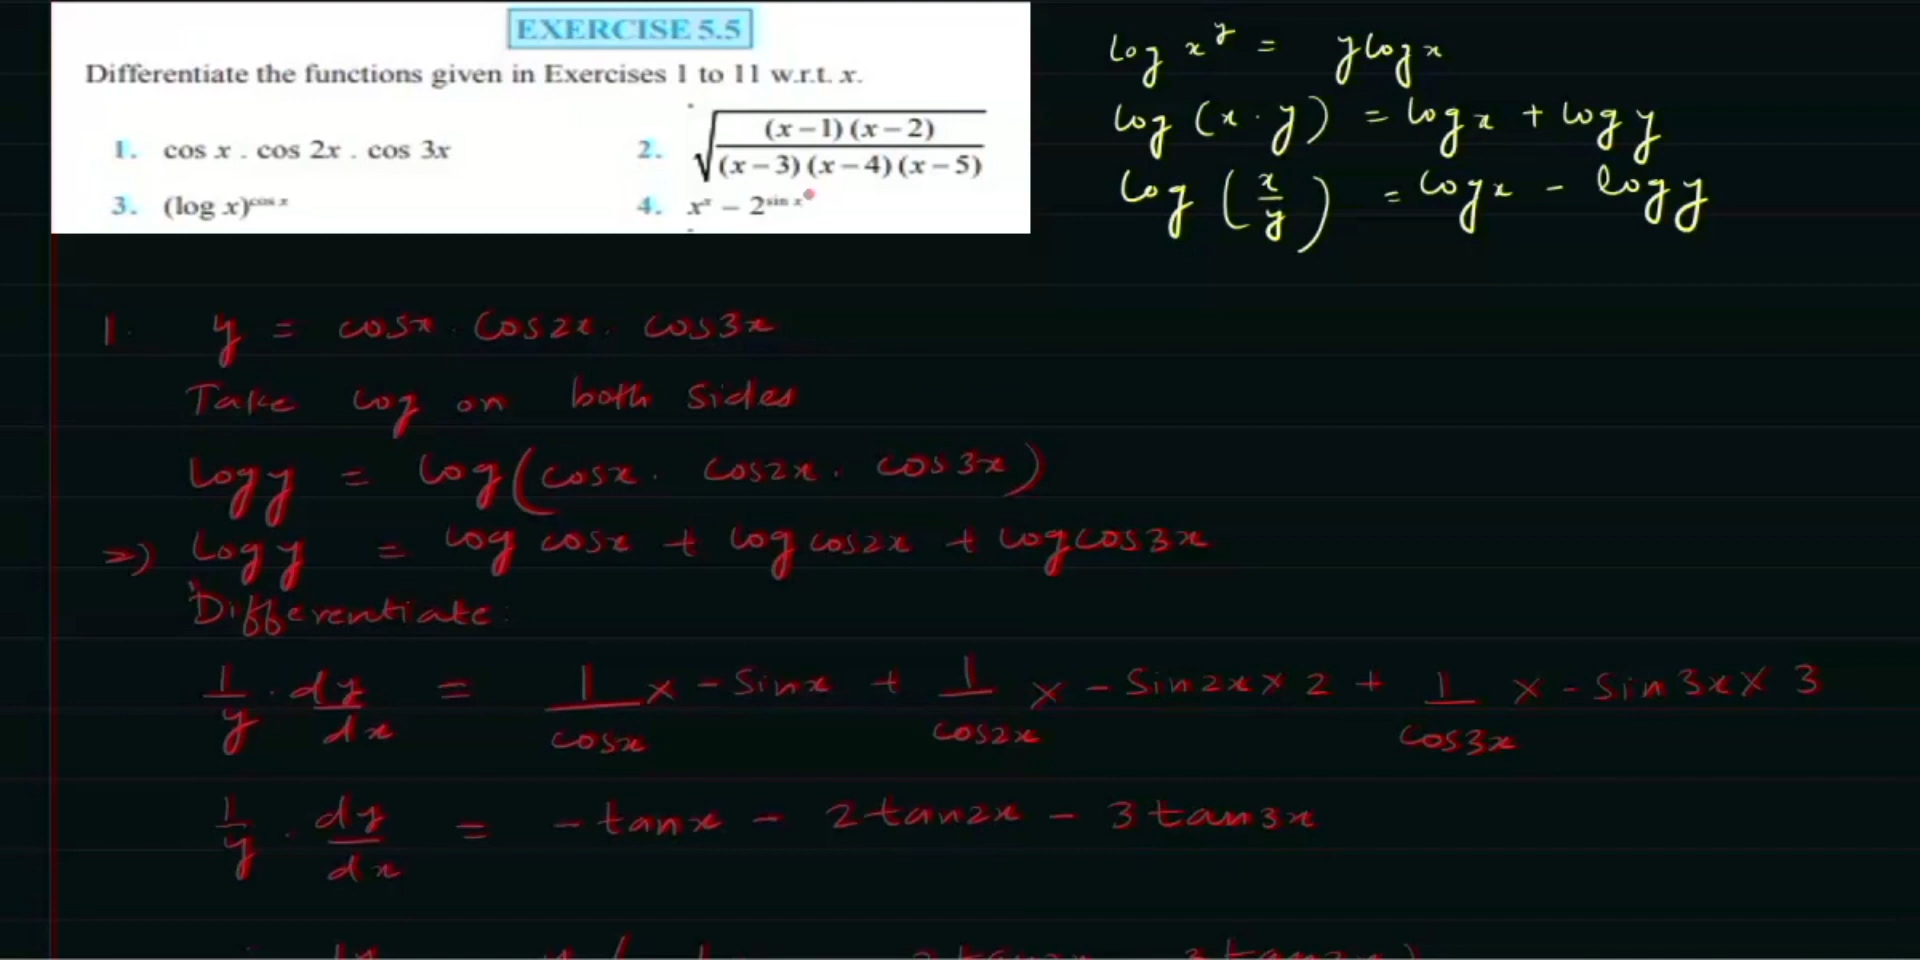 EXERCISE 5.5
Differentiate the functions given in Exercises 1 to 11 w.r.t. x.
1. cos x . cos 2x . cos 3x
2. √((x – 1) (x – 2) / (x – 3) (x – 4) (x – 5))
3. (log x)^cos x
4. x^x – 2^sin x
log x^y = y log x
log (x · y) = log x + log y
log (x/y) = log x - log y
1. y = cos x . cos 2x . cos 3x
Take log on both sides
log y = log (cos x . cos 2x . cos 3x)
=) log y = log cos x + log cos 2x + log cos 3x
Differentiate:
1/y . dy/dx = 1/cos x × - sin x + 1/cos 2x × - sin 2x × 2 + 1/cos 3x × - sin 3x × 3
1/y . dy/dx = - tan x - 2 tan 2x - 3 tan 3x